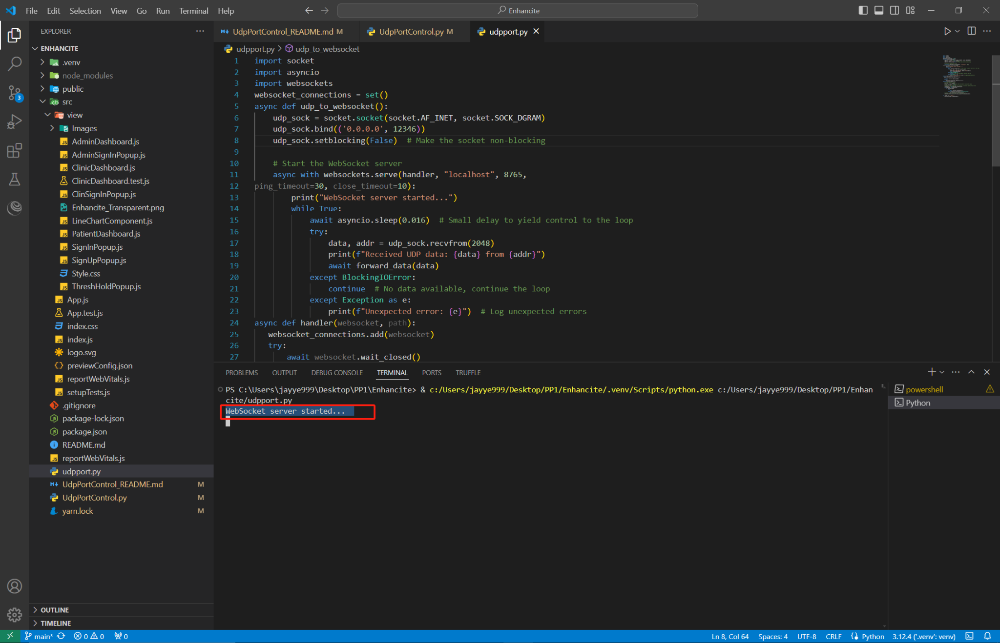 File Edit Selection View Go Run Terminal Help
Enhancite
EXPLORER
ENHANCITE
.venv
node_modules
public
src
view
Images
AdminDashboard.js
AdminSignInPopup.js
ClinicDashboard.js
ClinicDashboard.test.js
ClinSignInPopup.js
Enhancite_Transparent.png
LineChartComponent.js
PatientDashboard.js
SignInPopup.js
SignUpPopup.js
Style.css
ThreshHoldPopup.js
App.js
App.test.js
index.css
index.js
logo.svg
previewConfig.json
reportWebVitals.js
setupTests.js
.gitignore
package-lock.json
package.json
README.md
reportWebVitals.js
udpport.py
UdpPortControl_README.md M
UdpPortControl.py M
yarn.lock M
OUTLINE
TIMELINE
3
UdpPortControl_README.md M
UdpPortControl.py M
udpport.py
udpport.py > udp_to_websocket
1 import socket
2 import asyncio
3 import websockets
4 websocket_connections = set()
5 async def udp_to_websocket():
6 udp_sock = socket.socket(socket.AF_INET, socket.SOCK_DGRAM)
7 udp_sock.bind(('0.0.0.0', 12346))
8 udp_sock.setblocking(False)  # Make the socket non-blocking
9
10 # Start the WebSocket server
11 async with websockets.serve(handler, "localhost", 8765,
12 ping_timeout=30, close_timeout=10):
13 print("WebSocket server started...")
14 while True:
15 await asyncio.sleep(0.016)  # Small delay to yield control to the loop
16 try:
17 data, addr = udp_sock.recvfrom(2048)
18 print(f"Received UDP data: {data} from {addr}")
19 await forward_data(data)
20 except BlockingIOError:
21 continue  # No data available, continue the loop
22 except Exception as e:
23 print(f"Unexpected error: {e}")  # Log unexpected errors
24 async def handler(websocket, path):
25 websocket_connections.add(websocket)
26 try:
27 await websocket.wait_closed()
PROBLEMS OUTPUT DEBUG CONSOLE TERMINAL PORTS TRUFFLE
PS C:\Users\jayye999\Desktop\PP1\Enhancite> & c:/Users/jayye999/Desktop/PP1/Enhancite/.venv/Scripts/python.exe c:/Users/jayye999/Desktop/PP1/Enhan
cite/udpport.py
WebSocket server started...
powershell
Python
main* 0 0 0
Ln 8, Col 64 Spaces: 4 UTF-8 CRLF Python 3.12.4 ('.venv': venv)